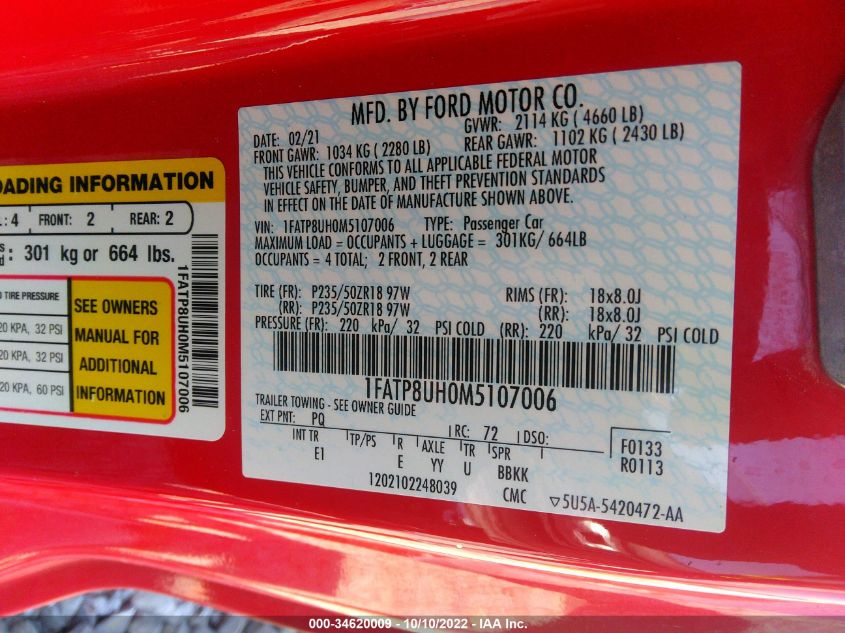 OADING INFORMATION
: 4 FRONT: 2 REAR: 2
: 301 kg or 664 lbs.
TIRE PRESSURE
20 KPA, 32 PSI
20 KPA, 32 PSI
20 KPA, 60 PSI
SEE OWNERS
MANUAL FOR
ADDITIONAL
INFORMATION
1FATP8UH0M5107006
MFD. BY FORD MOTOR CO.
DATE: 02/21 GVWR: 2114 KG ( 4660 LB)
FRONT GAWR: 1034 KG ( 2280 LB) REAR GAWR: 1102 KG ( 2430 LB)
THIS VEHICLE CONFORMS TO ALL APPLICABLE FEDERAL MOTOR
VEHICLE SAFETY, BUMPER, AND THEFT PREVENTION STANDARDS
IN EFFECT ON THE DATE OF MANUFACTURE SHOWN ABOVE.
VIN: 1FATP8UH0M5107006 TYPE: Passenger Car
MAXIMUM LOAD = OCCUPANTS + LUGGAGE = 301KG/ 664LB
OCCUPANTS = 4 TOTAL; 2 FRONT, 2 REAR
TIRE (FR): P235/50ZR18 97W RIMS (FR): 18x8.0J
(RR): P235/50ZR18 97W (RR): 18x8.0J
PRESSURE (FR): 220 kPa/ 32 PSI COLD (RR): 220 kPa/ 32 PSI COLD
1FATP8UH0M5107006
TRAILER TOWING - SEE OWNER GUIDE
EXT PNT: PQ RC: 72 DSO:
INT TR TP/PS R AXLE TR SPR
E1 E YY U BBKK
F0133
R0113
1202102248039 CMC ▽5U5A-5420472-AA
000-34620009 - 10/10/2022 - IAA Inc.